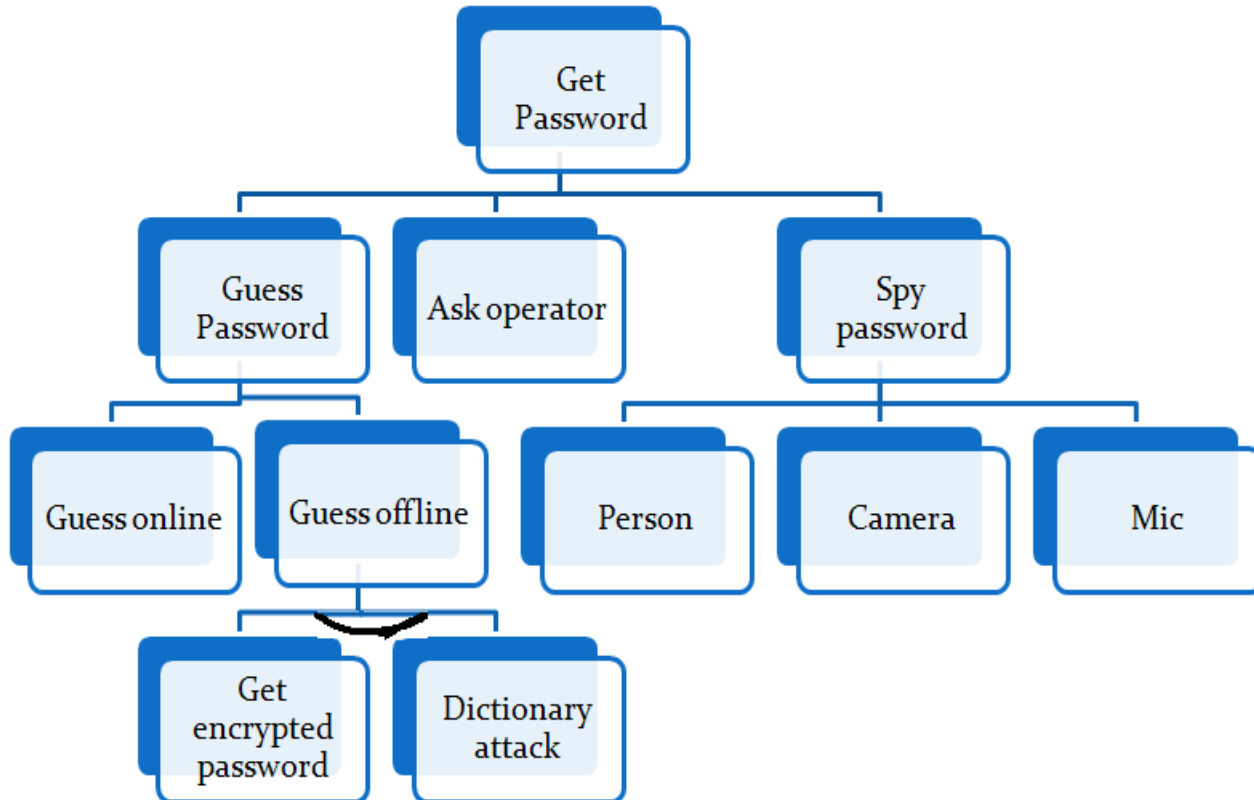 Get
Password
Guess
Password
Ask operator
Spy
password
Guess online
Guess offline
Person
Camera
Mic
Get
encrypted
password
Dictionary
attack